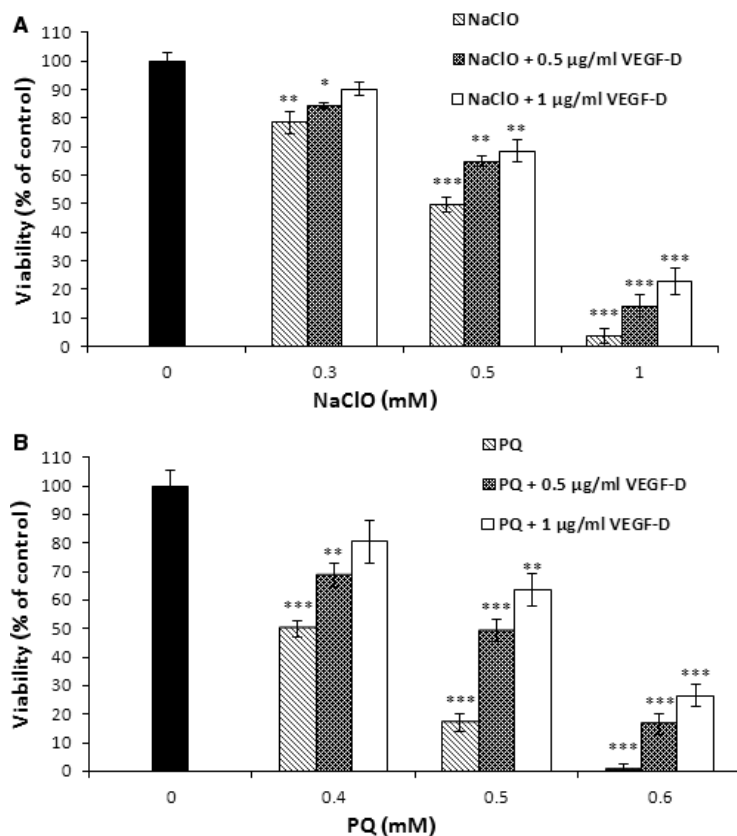 A
NaClO
NaClO + 0.5 µg/ml VEGF-D
NaClO + 1 µg/ml VEGF-D
Viability (% of control)
110
100
90
80
70
60
50
40
30
20
10
0
** * 
*** ** **
*** *** ***
0 0.3 0.5 1
NaClO (mM)
B
PQ
PQ + 0.5 µg/ml VEGF-D
PQ + 1 µg/ml VEGF-D
Viability (% of control)
110
100
90
80
70
60
50
40
30
20
10
0
*** **
*** *** **
*** *** ***
0 0.4 0.5 0.6
PQ (mM)